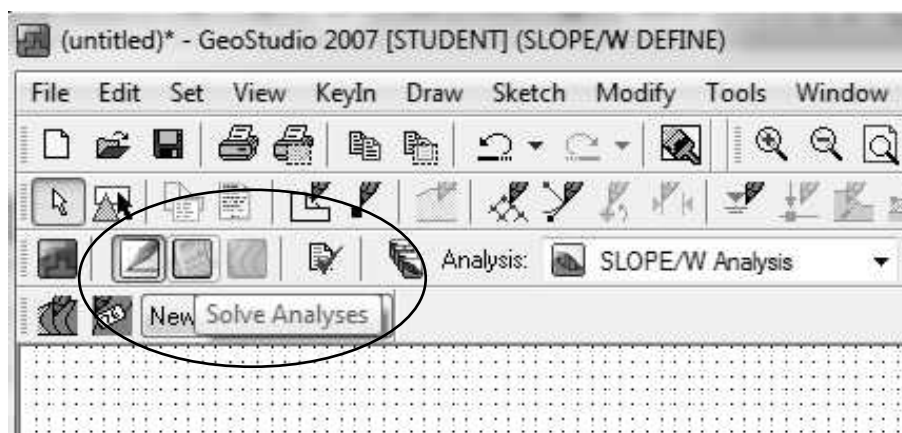 (untitled)* - GeoStudio 2007 [STUDENT] (SLOPE/W DEFINE)
File Edit Set View KeyIn Draw Sketch Modify Tools Window
Analysis: SLOPE/W Analysis
New Solve Analyses